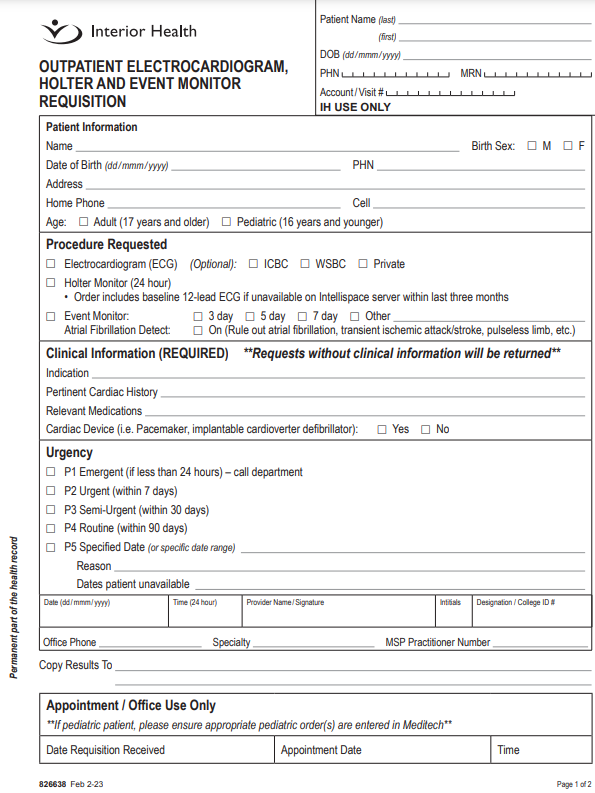 Interior Health
OUTPATIENT ELECTROCARDIOGRAM,
HOLTER AND EVENT MONITOR
REQUISITION
Patient Name (last)
(first)
DOB (dd/mmm/yyyy)
PHN MRN
Account/Visit #
IH USE ONLY
Patient Information
Name Birth Sex: ☐ M ☐ F
Date of Birth (dd/mmm/yyyy) PHN
Address
Home Phone Cell
Age: ☐ Adult (17 years and older) ☐ Pediatric (16 years and younger)
Procedure Requested
☐ Electrocardiogram (ECG) (Optional): ☐ ICBC ☐ WSBC ☐ Private
☐ Holter Monitor (24 hour)
• Order includes baseline 12-lead ECG if unavailable on Intellispace server within last three months
☐ Event Monitor: ☐ 3 day ☐ 5 day ☐ 7 day ☐ Other
Atrial Fibrillation Detect: ☐ On (Rule out atrial fibrillation, transient ischemic attack/stroke, pulseless limb, etc.)
Clinical Information (REQUIRED) **Requests without clinical information will be returned**
Indication
Pertinent Cardiac History
Relevant Medications
Cardiac Device (i.e. Pacemaker, implantable cardioverter defibrillator): ☐ Yes ☐ No
Urgency
☐ P1 Emergent (if less than 24 hours) – call department
☐ P2 Urgent (within 7 days)
☐ P3 Semi-Urgent (within 30 days)
☐ P4 Routine (within 90 days)
☐ P5 Specified Date (or specific date range)
Reason
Dates patient unavailable
Date (dd/mmm/yyyy) Time (24 hour) Provider Name/Signature Intitials Designation / College ID #
Office Phone Specialty MSP Practitioner Number
Copy Results To
Appointment / Office Use Only
**If pediatric patient, please ensure appropriate pediatric order(s) are entered in Meditech**
Date Requisition Received Appointment Date Time
Permanent part of the health record
826638 Feb 2-23 Page 1 of 2